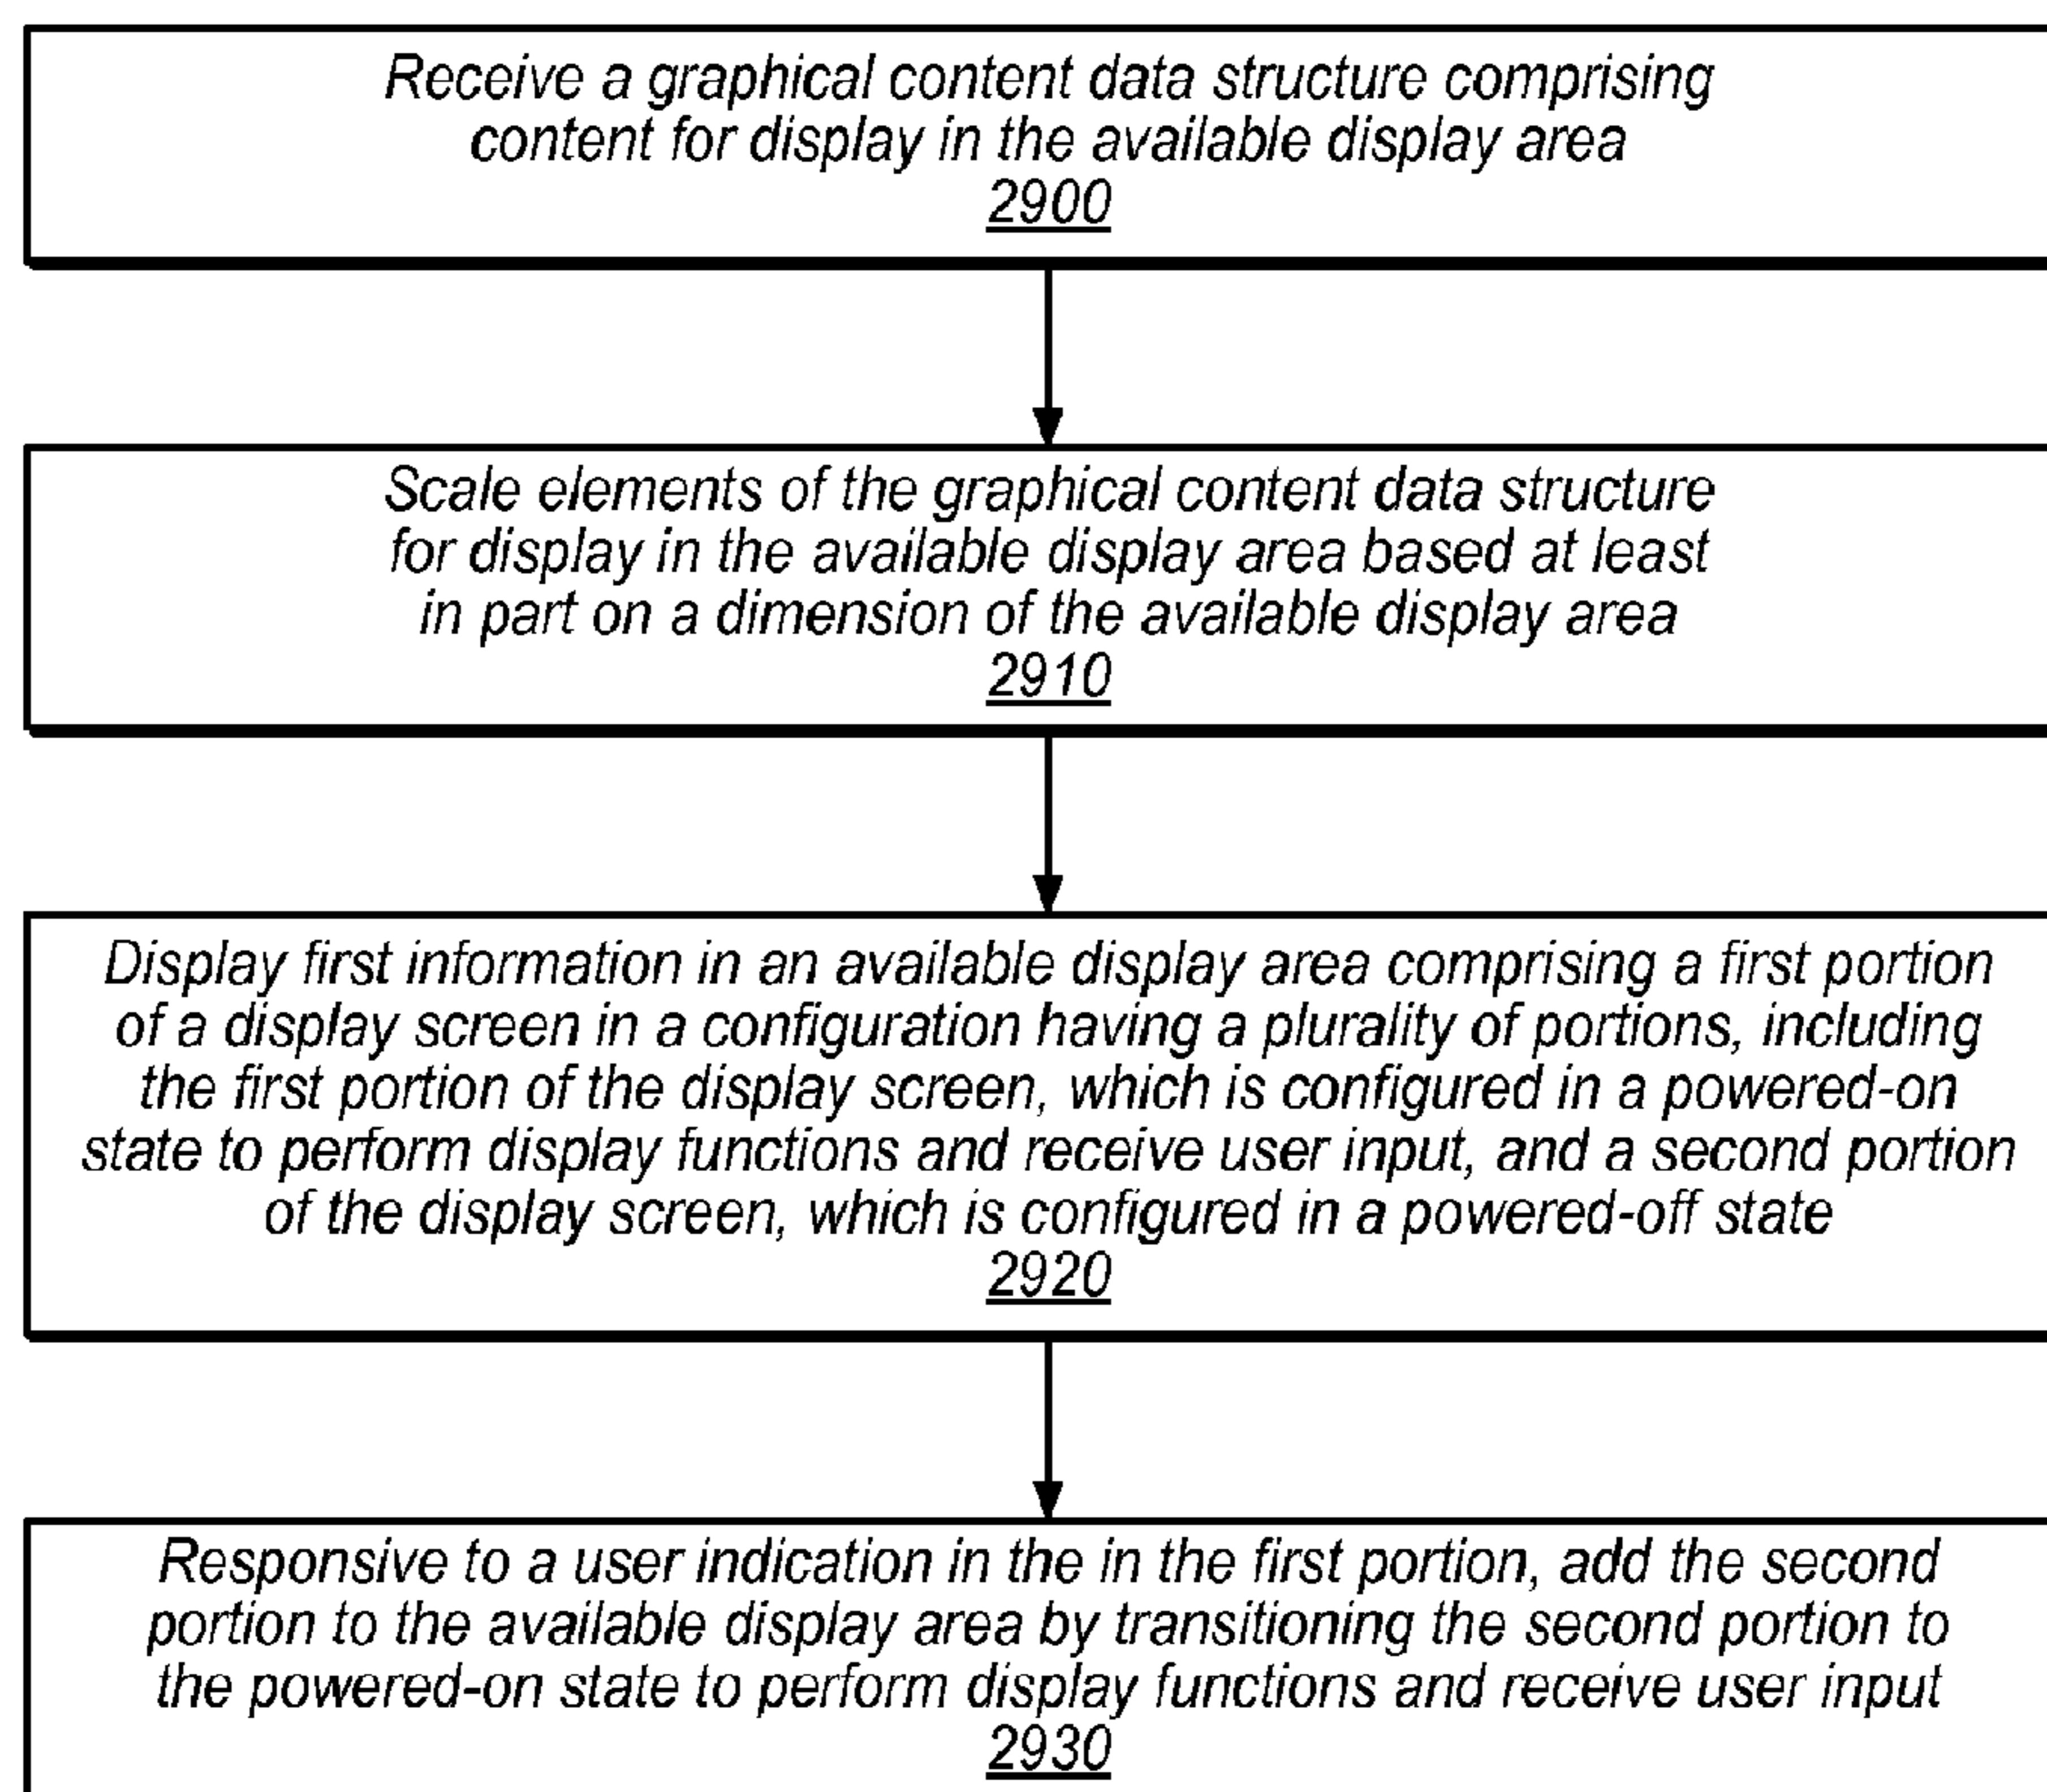 Receive a graphical content data structure comprising
content for display in the available display area
2900
Scale elements of the graphical content data structure
for display in the available display area based at least
in part on a dimension of the available display area
2910
Display first information in an available display area comprising a first portion
of a display screen in a configuration having a plurality of portions, including
the first portion of the display screen, which is configured in a powered-on
state to perform display functions and receive user input, and a second portion
of the display screen, which is configured in a powered-off state
2920
Responsive to a user indication in the in the first portion, add the second
portion to the available display area by transitioning the second portion to
the powered-on state to perform display functions and receive user input
2930